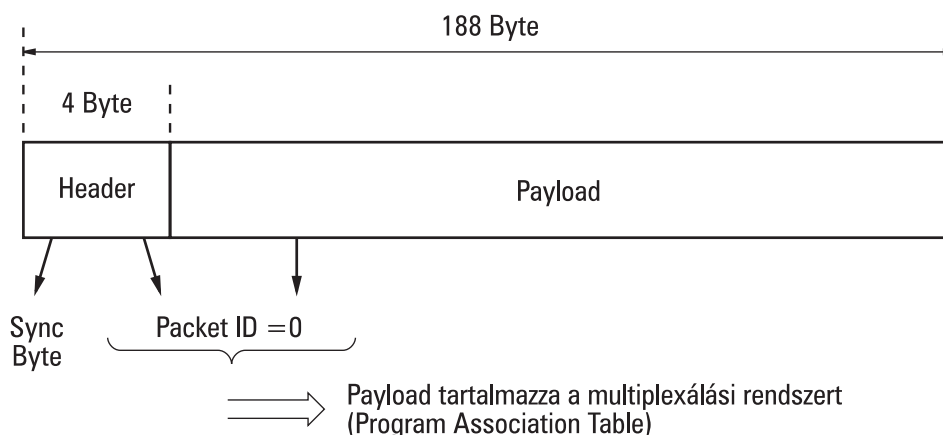 188 Byte
4 Byte
Header
Payload
Sync
Byte
Packet ID =0
Payload tartalmazza a multiplexálási rendszert
(Program Association Table)